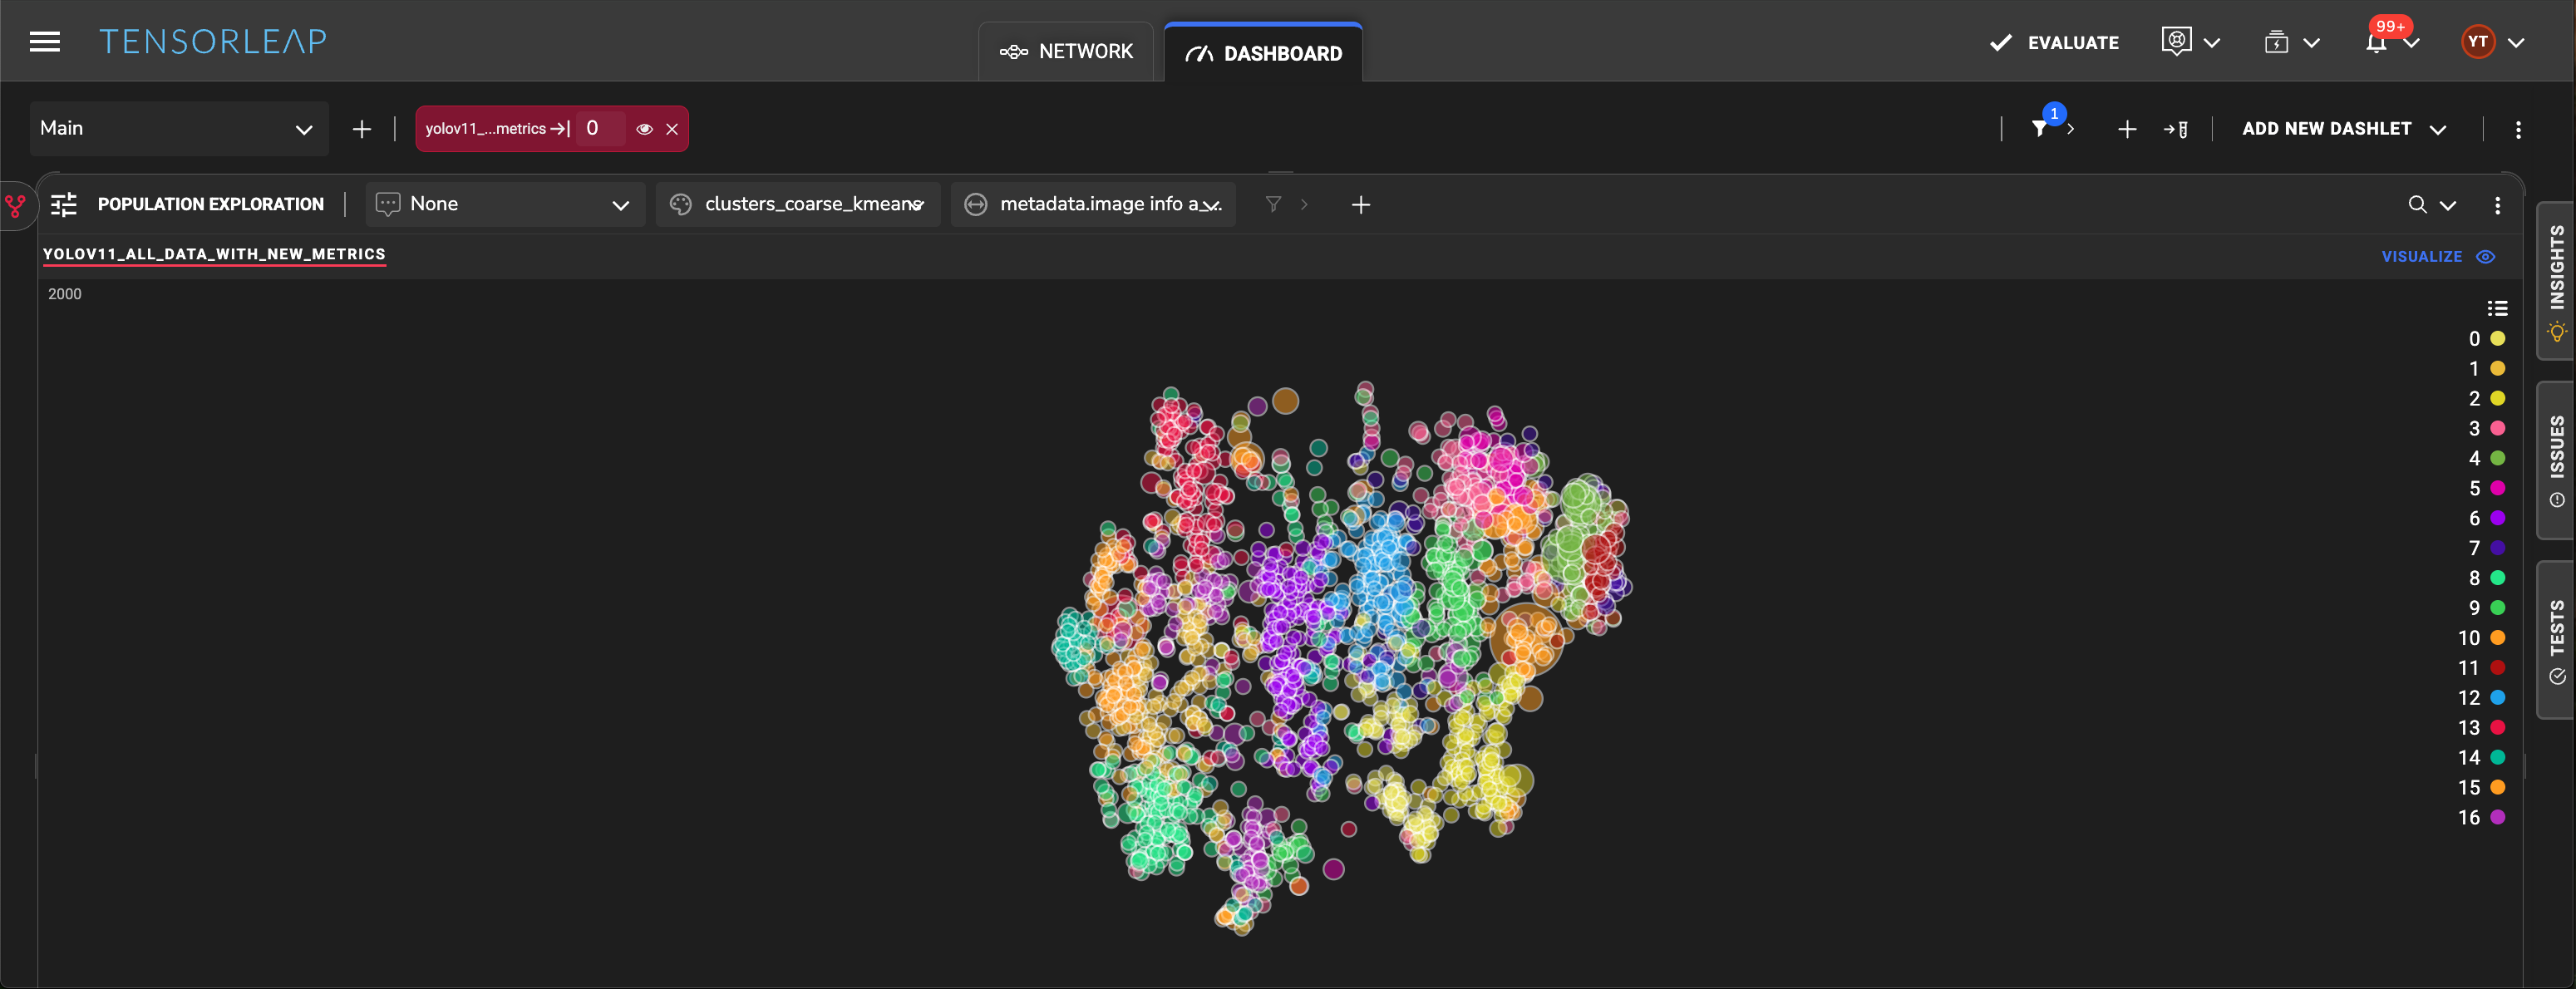 TENSORLEAP
NETWORK
DASHBOARD
EVALUATE
99+
YT
Main
yolov11_...metrics
0
1
ADD NEW DASHLET
POPULATION EXPLORATION
None
clusters_coarse_kmeans
metadata.image info a_...
YOLOV11_ALL_DATA_WITH_NEW_METRICS
VISUALIZE
2000
0
1
2
3
4
5
6
7
8
9
10
11
12
13
14
15
16
INSIGHTS
ISSUES
TESTS